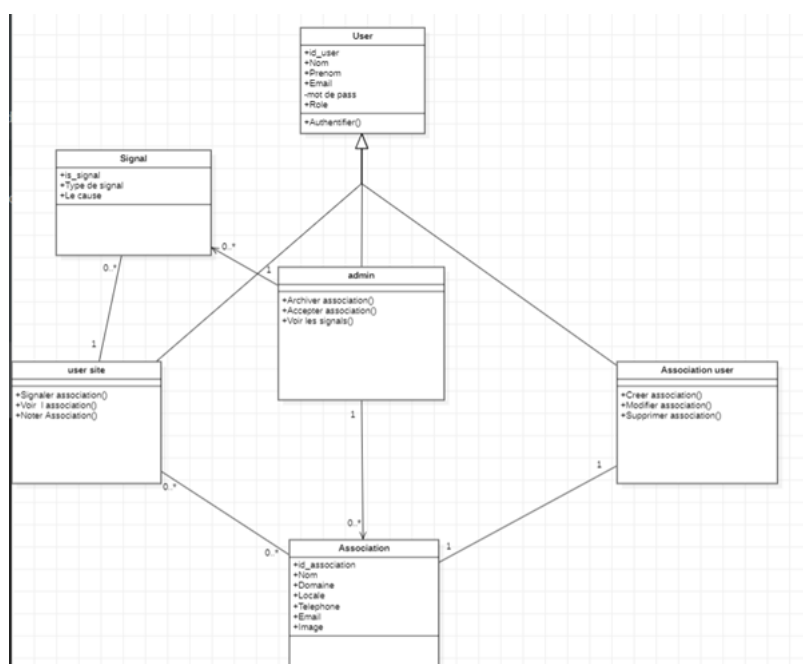 User
+id_user
+Nom
+Prenom
+Email
-mot de pass
+Role
+Authentifier()
Signal
+is_signal
+Type de signal
+Le cause
0..*
1
0..*
1
admin
+Archiver association()
+Accepter association()
+Voir les signals()
user site
+Signaler association()
+Voir l association()
+Noter Association()
Association user
+Creer association()
+Modifier association()
+Supprimer association()
1
1
0..*
0..*
0..*
1
Association
+id_association
+Nom
+Domaine
+Locale
+Telephone
+Email
+Image